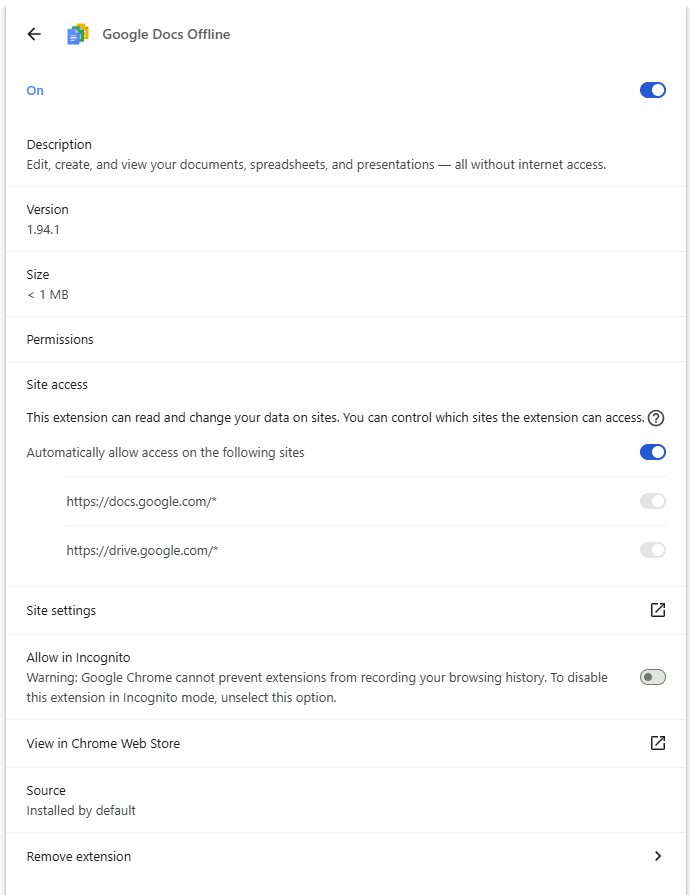 Google Docs Offline
On
Description
Edit, create, and view your documents, spreadsheets, and presentations — all without internet access.
Version
1.94.1
Size
< 1 MB
Permissions
Site access
This extension can read and change your data on sites. You can control which sites the extension can access.
Automatically allow access on the following sites
https://docs.google.com/*
https://drive.google.com/*
Site settings
Allow in Incognito
Warning: Google Chrome cannot prevent extensions from recording your browsing history. To disable
this extension in Incognito mode, unselect this option.
View in Chrome Web Store
Source
Installed by default
Remove extension